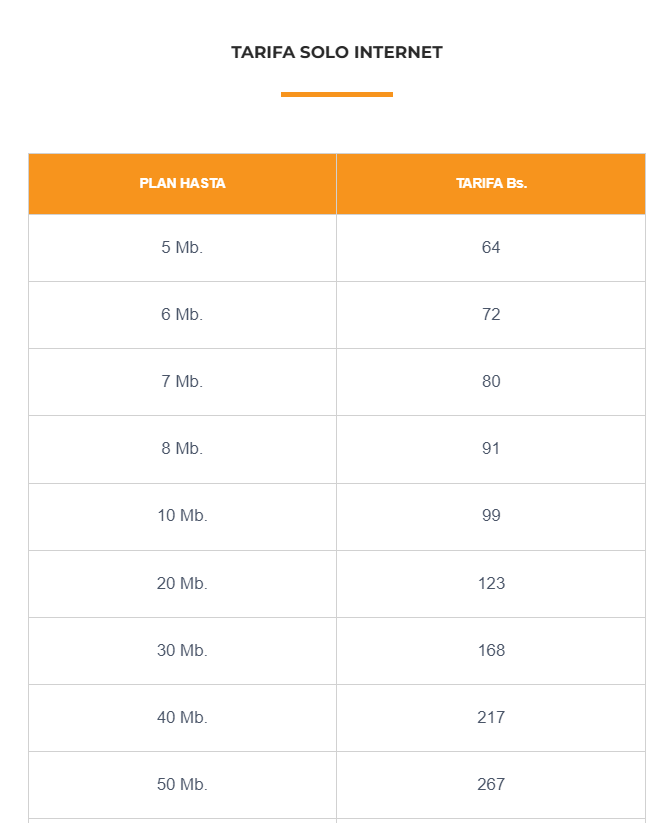 TARIFA SOLO INTERNET
PLAN HASTA TARIFA Bs.
5 Mb. 64
6 Mb. 72
7 Mb. 80
8 Mb. 91
10 Mb. 99
20 Mb. 123
30 Mb. 168
40 Mb. 217
50 Mb. 267